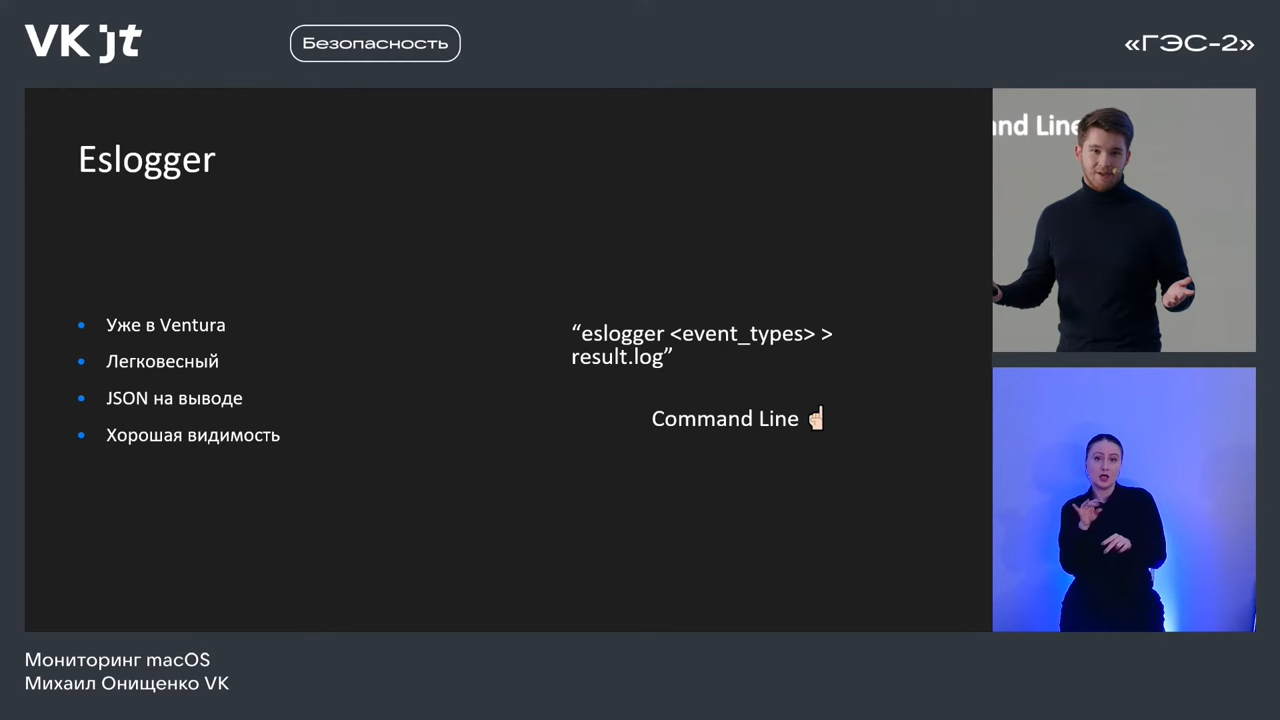 VK jt
Безопасность
«ГЭС-2»
Eslogger
Уже в Ventura
Легковесный
JSON на выводе
Хорошая видимость
“eslogger <event_types> >
result.log”
Command Line ☝🏻
nd Line
Мониторинг macOS
Михаил Онищенко VK